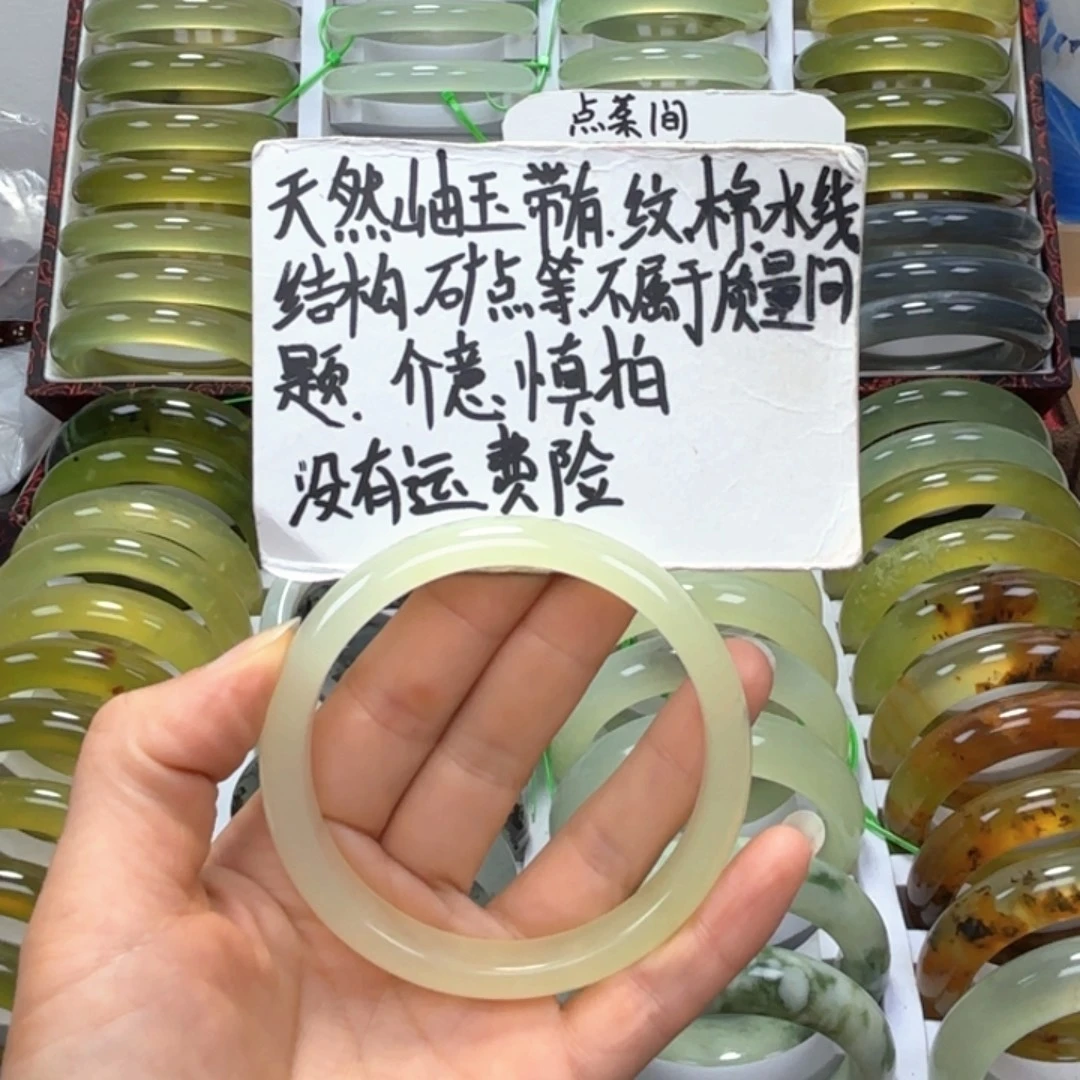 点菜间
天然岫玉带有.纹.棉水线
结构.矿点等.不属于质量问
题.介意.慎拍
没有运费险